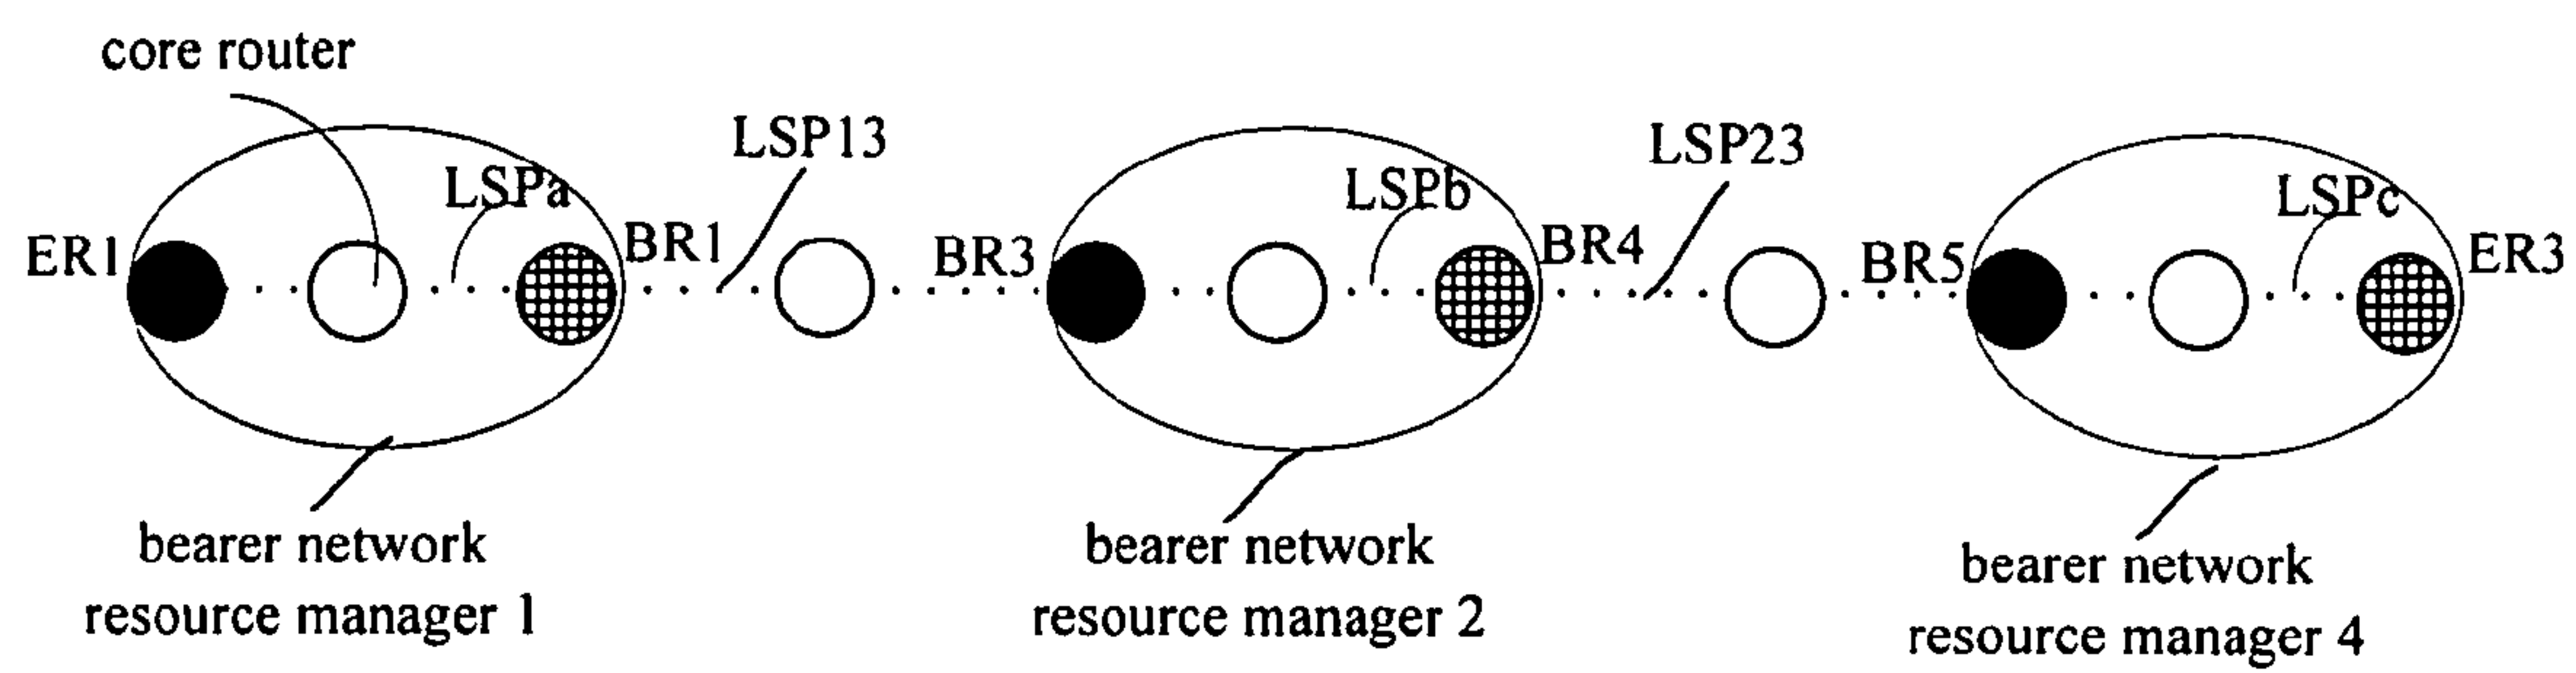 core router
LSP13
LSP23
LSPa
LSPb
LSPc
ER1
BR1
BR3
BR4
BR5
ER3
bearer network
resource manager 1
bearer network
resource manager 2
bearer network
resource manager 4